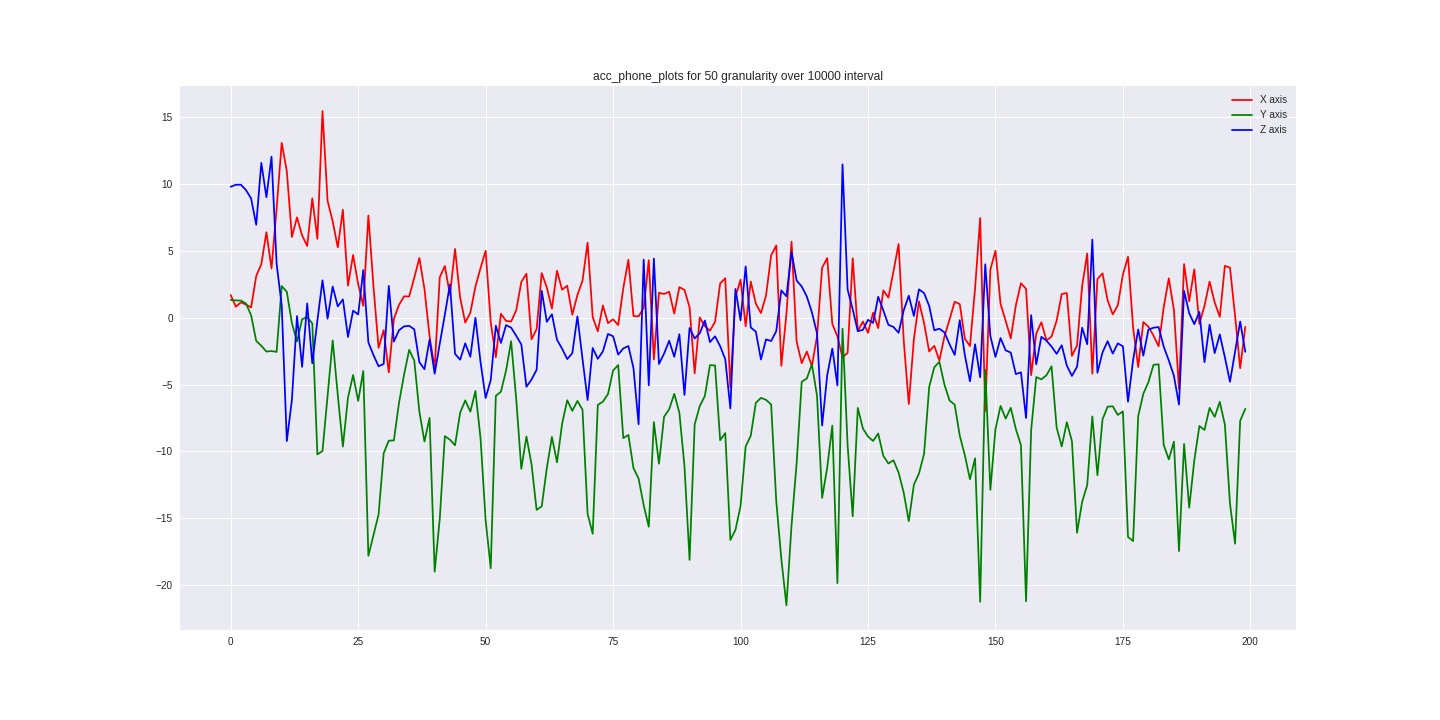 acc_phone_plots for 50 granularity over 10000 interval
X axis
Y axis
Z axis
15
10
5
0
−5
−10
−15
−20
0 25 50 75 100 125 150 175 200